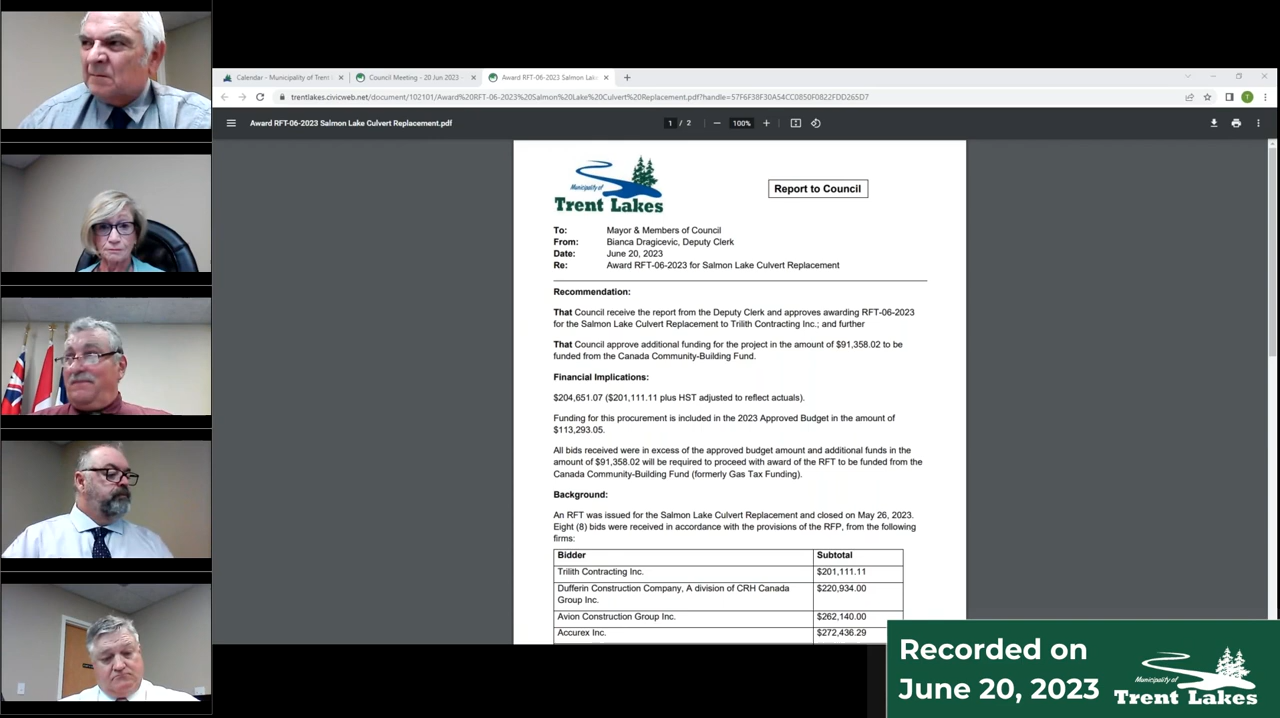 Calendar - Municipality of Trent
Council Meeting - 20 Jun 2023
Award RFT-06-2023 Salmon Lak
trentlakes.civicweb.net/document/102101/Award%20RFT-06-2023%20Salmon%20Lake%20Culvert%20Replacement.pdf?handle=57F6F38F30A54CC0850F0822FDD265D7
T
Award RFT-06-2023 Salmon Lake Culvert Replacement.pdf
1 / 2
100%
Municipality of
Trent Lakes
Report to Council
To: Mayor & Members of Council
From: Bianca Dragicevic, Deputy Clerk
Date: June 20, 2023
Re: Award RFT-06-2023 for Salmon Lake Culvert Replacement
Recommendation:
That Council receive the report from the Deputy Clerk and approves awarding RFT-06-2023
for the Salmon Lake Culvert Replacement to Trilith Contracting Inc.; and further
That Council approve additional funding for the project in the amount of $91,358.02 to be
funded from the Canada Community-Building Fund.
Financial Implications:
$204,651.07 ($201,111.11 plus HST adjusted to reflect actuals).
Funding for this procurement is included in the 2023 Approved Budget in the amount of
$113,293.05.
All bids received were in excess of the approved budget amount and additional funds in the
amount of $91,358.02 will be required to proceed with award of the RFT to be funded from the
Canada Community-Building Fund (formerly Gas Tax Funding).
Background:
An RFT was issued for the Salmon Lake Culvert Replacement and closed on May 26, 2023.
Eight (8) bids were received in accordance with the provisions of the RFP, from the following
firms:
Bidder Subtotal
Trilith Contracting Inc. $201,111.11
Dufferin Construction Company, A division of CRH Canada $220,934.00
Group Inc.
Avion Construction Group Inc. $262,140.00
Accurex Inc. $272,436.29
Recorded on
June 20, 2023
Municipality of
Trent Lakes